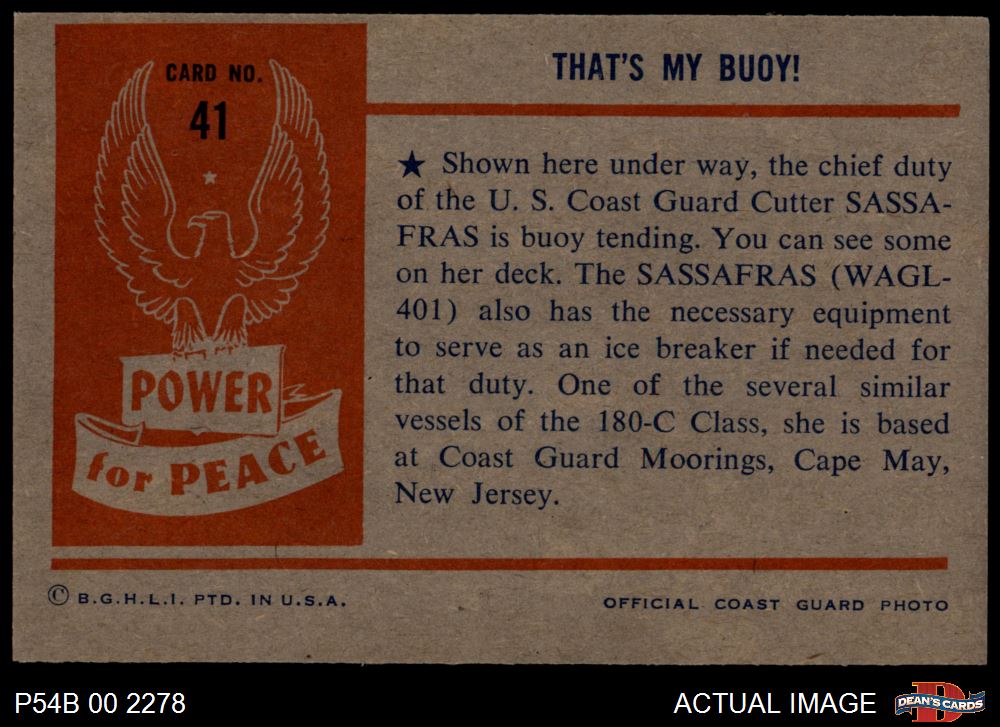 CARD NO.
41
POWER
for PEACE
THAT'S MY BUOY!
★ Shown here under way, the chief duty
of the U. S. Coast Guard Cutter SASSA-
FRAS is buoy tending. You can see some
on her deck. The SASSAFRAS (WAGL-
401) also has the necessary equipment
to serve as an ice breaker if needed for
that duty. One of the several similar
vessels of the 180-C Class, she is based
at Coast Guard Moorings, Cape May,
New Jersey.
© B.G.H.L.I. PTD. IN U.S.A.
OFFICIAL COAST GUARD PHOTO
P54B 00 2278
ACTUAL IMAGE
D
DEAN'S CARDS